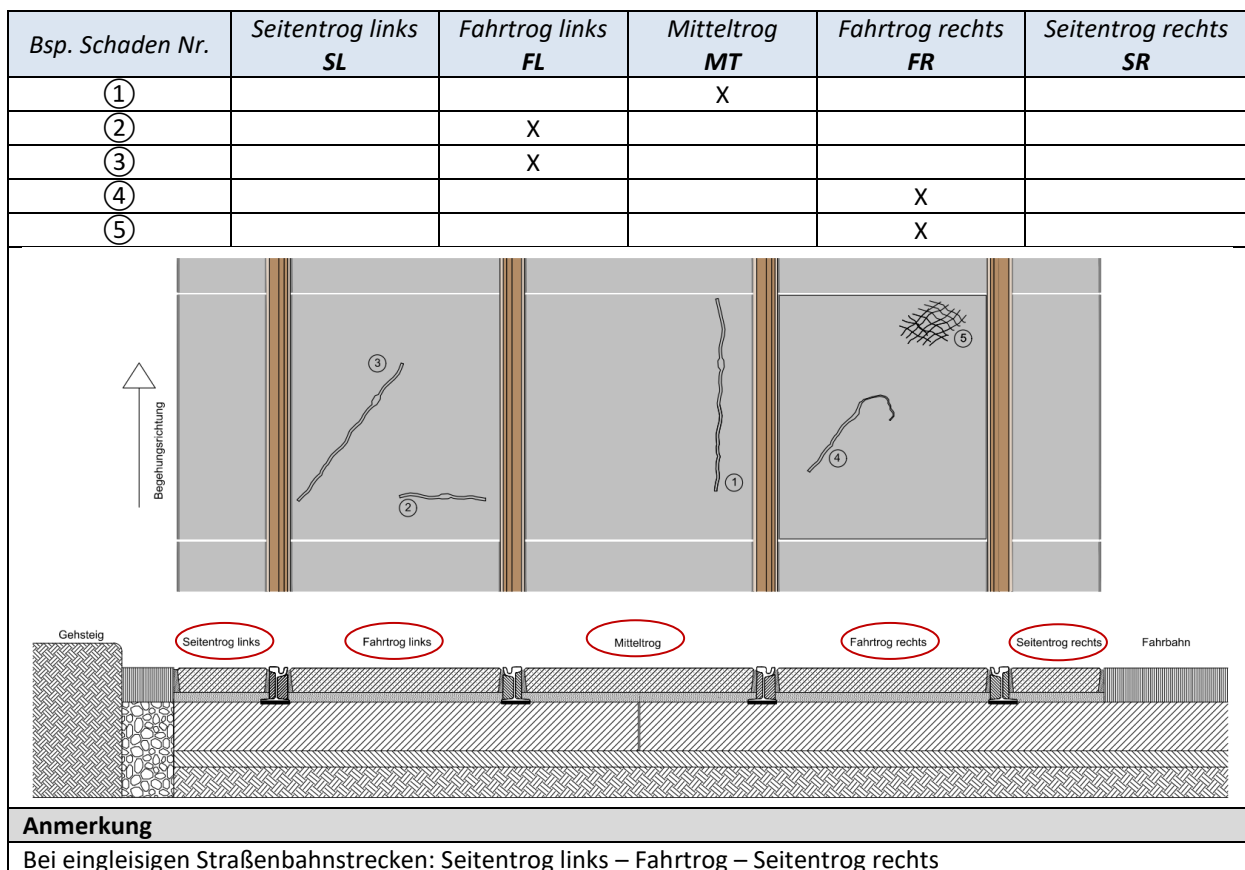 Bsp. Schaden Nr. Seitentrog links SL Fahrtrog links FL Mitteltrog MT Fahrtrog rechts FR Seitentrog rechts SR
① X
② X
③ X
④ X
⑤ X
Begehungsrichtung
③
②
①
④
⑤
Gehsteig Seitentrog links Fahrtrog links Mitteltrog Fahrtrog rechts Seitentrog rechts Fahrbahn
Anmerkung
Bei eingleisigen Straßenbahnstrecken: Seitentrog links – Fahrtrog – Seitentrog rechts